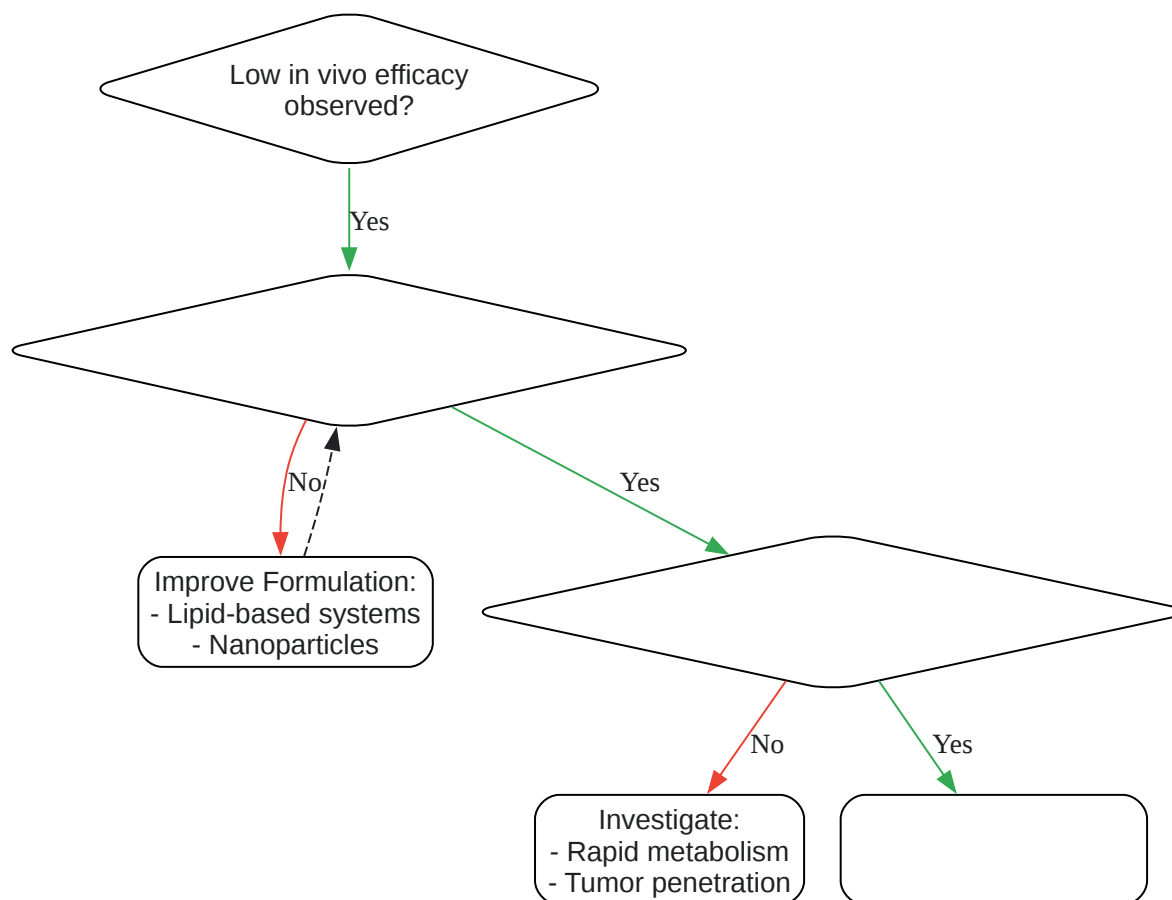 Low in vivo efficacy
observed?
Yes
No
Yes
Improve Formulation:
- Lipid-based systems
- Nanoparticles
No
Yes
Investigate:
- Rapid metabolism
- Tumor penetration